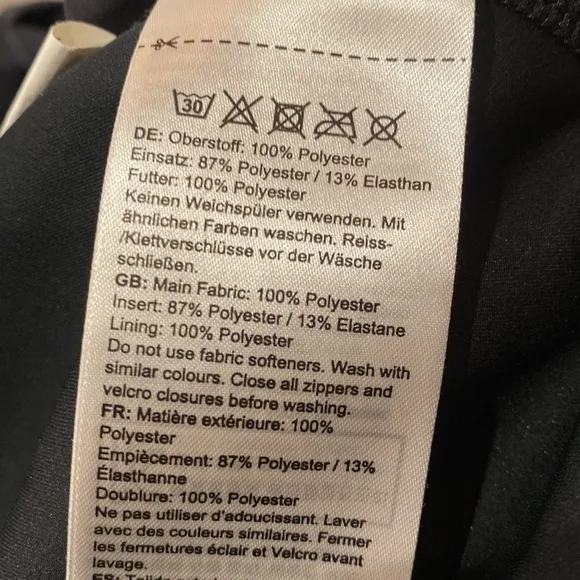 30
DE: Oberstoff: 100% Polyester
Einsatz: 87% Polyester / 13% Elasthan
Futter: 100% Polyester
Keinen Weichspüler verwenden. Mit
ähnlichen Farben waschen. Reiss-
/Klettverschlüsse vor der Wäsche
schließen.
GB: Main Fabric: 100% Polyester
Insert: 87% Polyester / 13% Elastane
Lining: 100% Polyester
Do not use fabric softeners. Wash with
similar colours. Close all zippers and
velcro closures before washing.
FR: Matière extérieure: 100%
Polyester
Empiècement: 87% Polyester / 13%
Élasthanne
Doublure: 100% Polyester
Ne pas utiliser d'adoucissant. Laver
avec des couleurs similaires. Fermer
les fermetures éclair et Velcro avant
lavage.
ES: Tejido